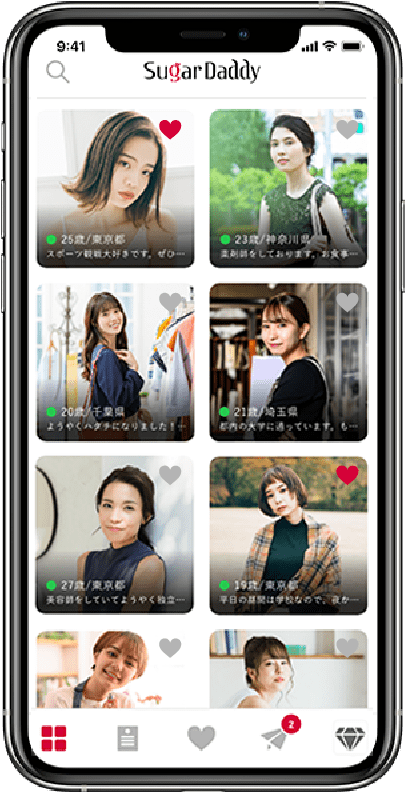 9:41
SugarDaddy
25歳/東京都
スポーツ観戦大好きです。ぜひ…
23歳/神奈川県
薬剤師をしております。お食事…
20歳/千葉県
ようやくハタチになりました!…
21歳/埼玉県
都内の大学に通っています。も…
27歳/東京都
美容師をしていてようやく独立…
19歳/東京都
平日の昼間は学校なので、夜か…
2